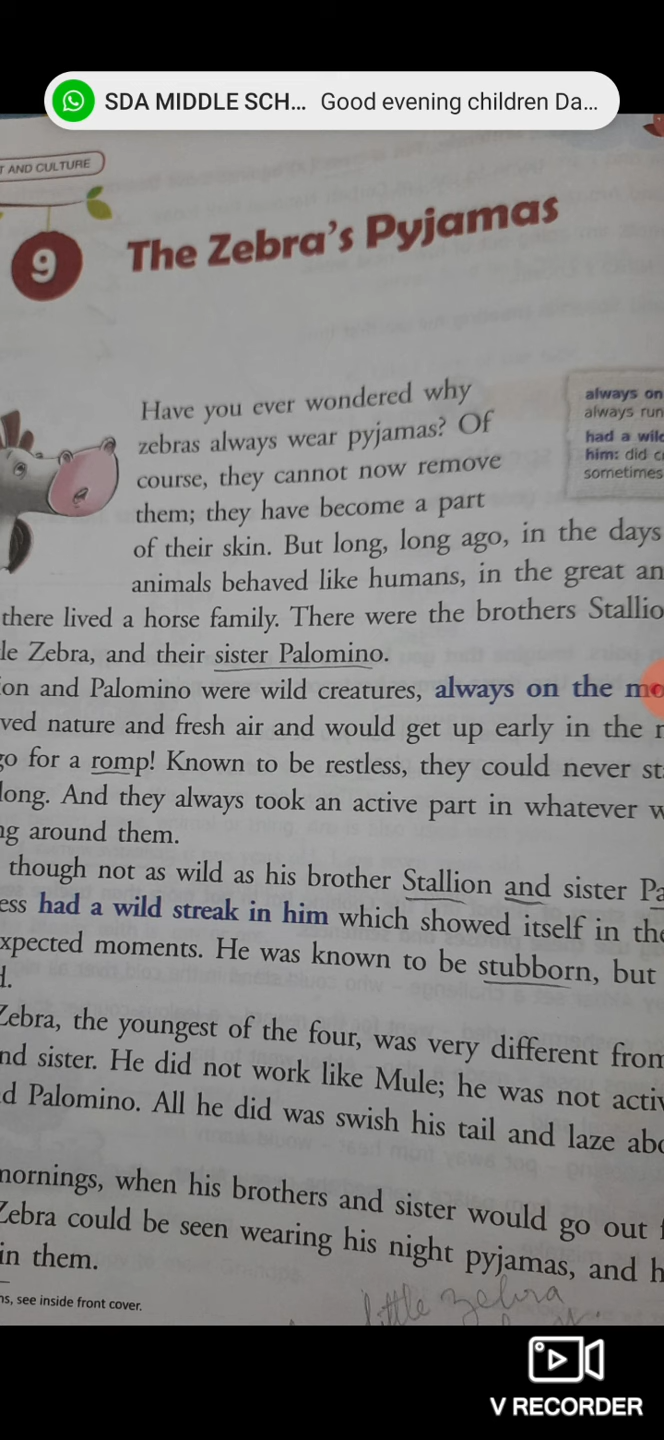 SDA MIDDLE SCH... Good evening children Da...
T AND CULTURE
9 The Zebra's Pyjamas
Have you ever wondered why
zebras always wear pyjamas? Of
course, they cannot now remove
them; they have become a part
of their skin. But long, long ago, in the days
animals behaved like humans, in the great an
there lived a horse family. There were the brothers Stallio
le Zebra, and their sister Palomino.
ion and Palomino were wild creatures, always on the mo
ved nature and fresh air and would get up early in the
go for a romp! Known to be restless, they could never st
long. And they always took an active part in whatever w
ng around them.
though not as wild as his brother Stallion and sister Pa
ess had a wild streak in him which showed itself in the
xpected moments. He was known to be stubborn, but
d.
Zebra, the youngest of the four, was very different from
nd sister. He did not work like Mule; he was not activ
d Palomino. All he did was swish his tail and laze abo
mornings, when his brothers and sister would go out f
Zebra could be seen wearing his night pyjamas, and h
in them.
ns, see inside front cover.
little zebra
always on
always run
had a wild
him: did c
sometimes
V RECORDER